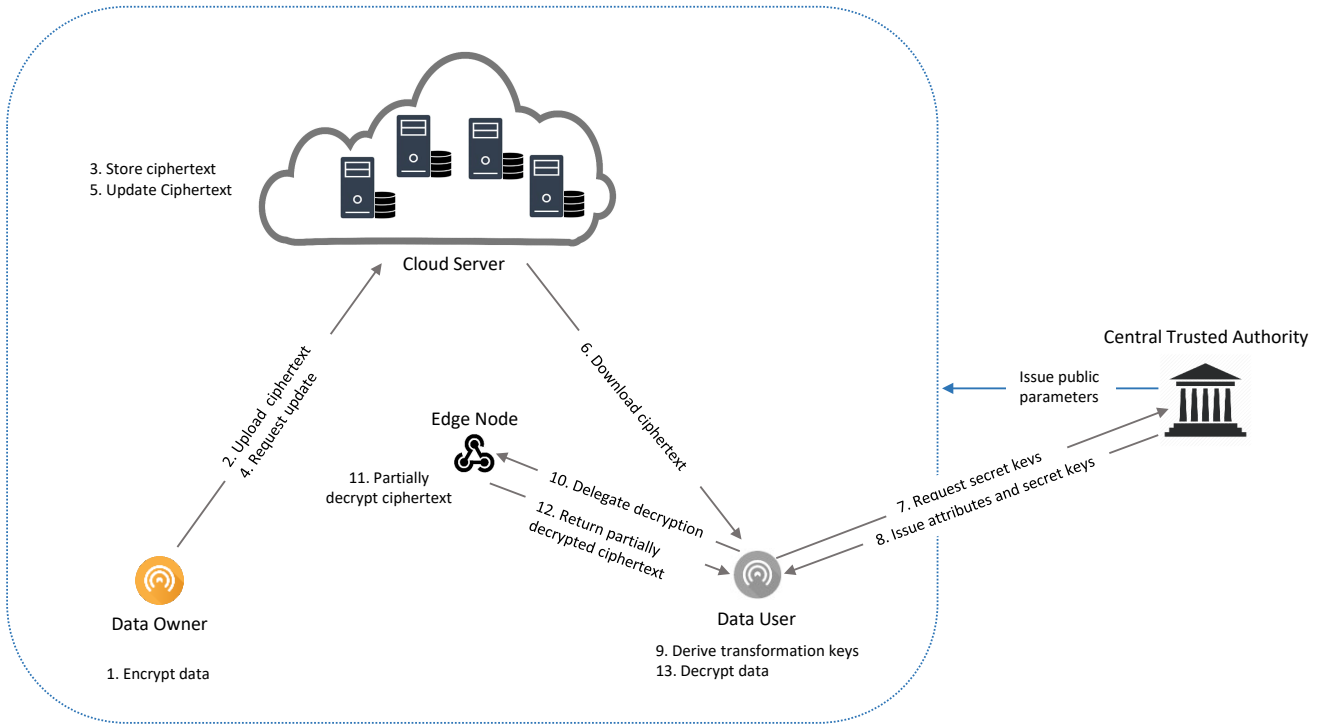 3. Store ciphertext
5. Update Ciphertext
Cloud Server
2. Upload ciphertext
4. Request update
6. Download ciphertext
Central Trusted Authority
Issue public
parameters
Edge Node
11. Partially
decrypt ciphertext
10. Delegate decryption
12. Return partially
decrypted ciphertext
7. Request secret keys
8. Issue attributes and secret keys
Data Owner
1. Encrypt data
Data User
9. Derive transformation keys
13. Decrypt data